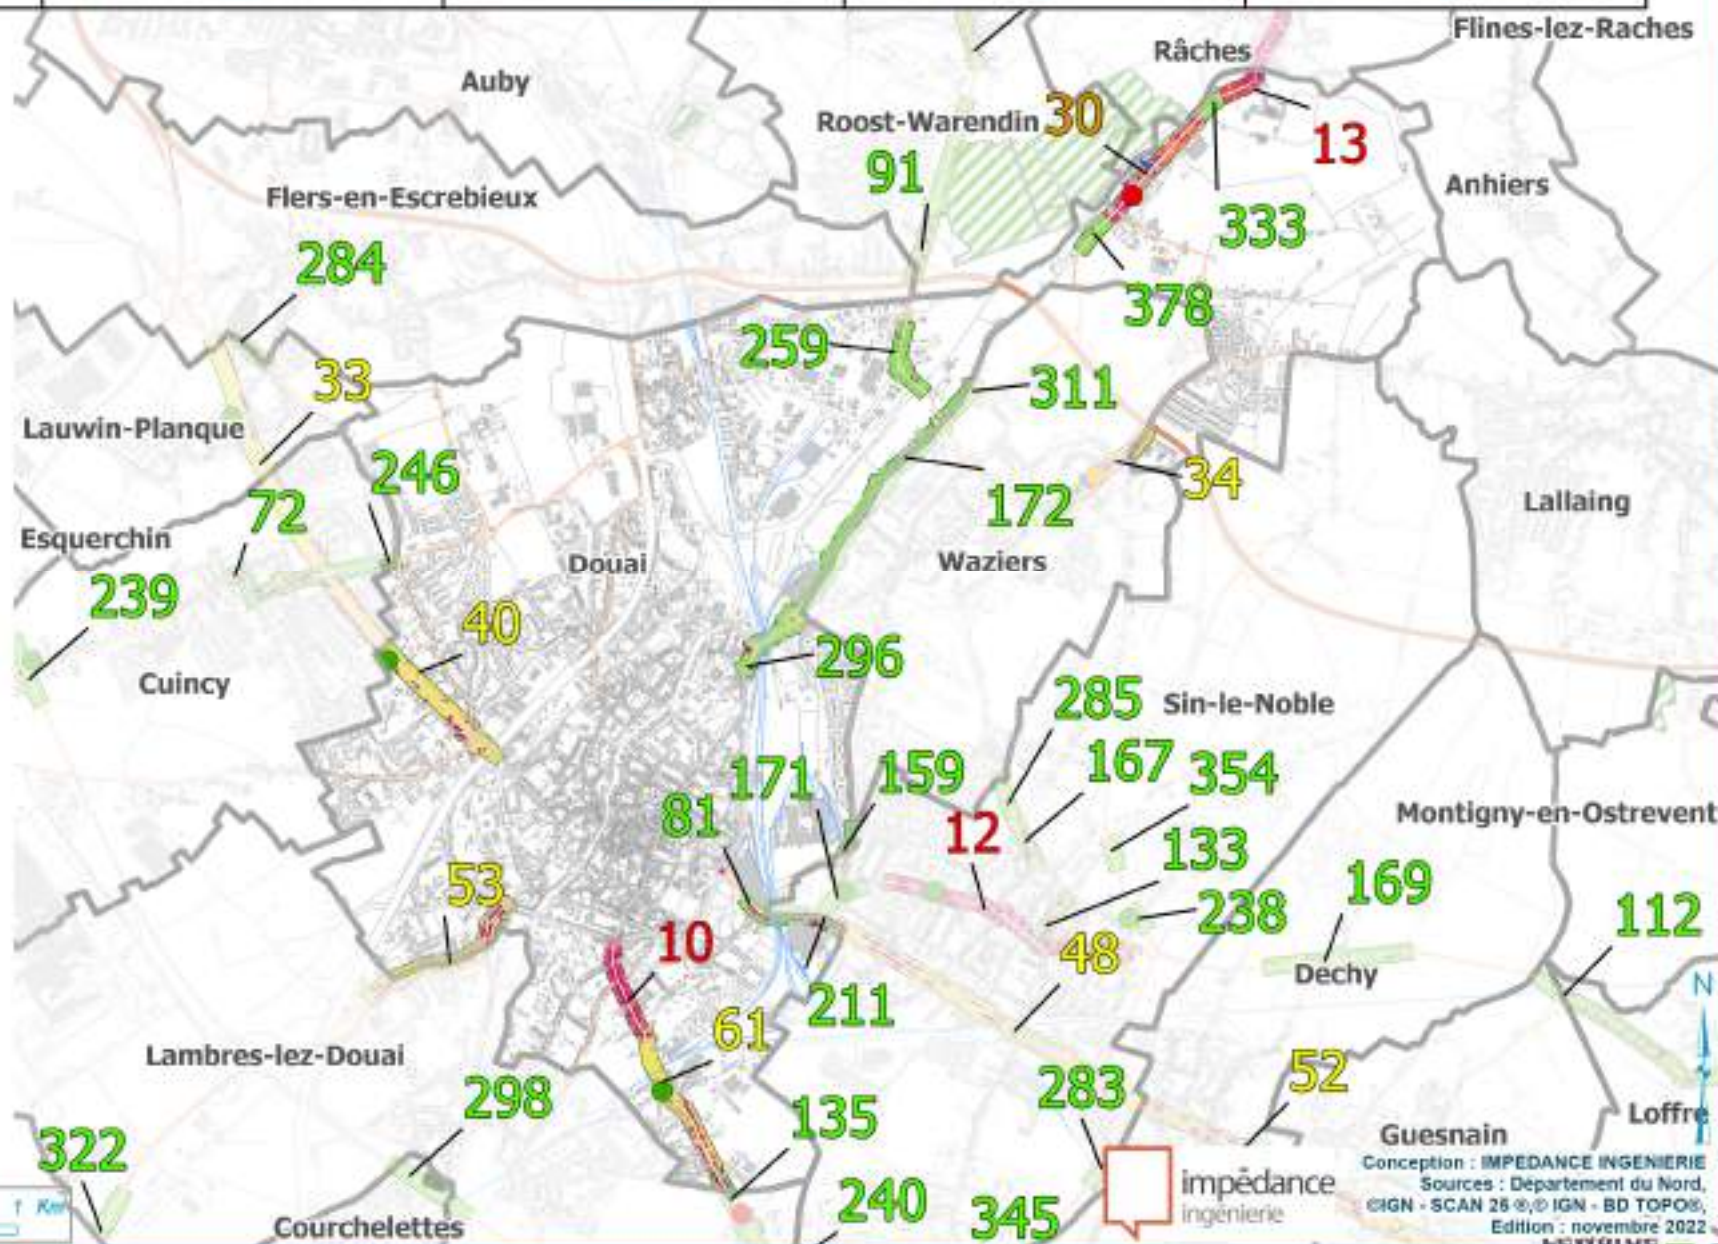 Flines-lez-Raches
Râches
Auby
Roost-Warendin
30
13
91
Anhiers
Flers-en-Escrebieux
333
284
378
259
33
311
Lauwin-Planque
246
34
72
172
Lallaing
Esquerchin
Douai
Waziers
239
40
296
Cuincy
285
Sin-le-Noble
171
159
167
354
81
12
Montigny-en-Ostrevent
133
53
169
238
112
10
48
Dechy
N
211
61
Lambres-lez-Douai
52
298
283
135
Loffre
Guesnain
322
Conception : IMPEDANCE INGENIERIE
impédance
Sources : Département du Nord,
1 Km
240
345
ingénierie
©IGN - SCAN 26 ®,© IGN - BD TOPO®,
Courchelettes
Edition : novembre 2022